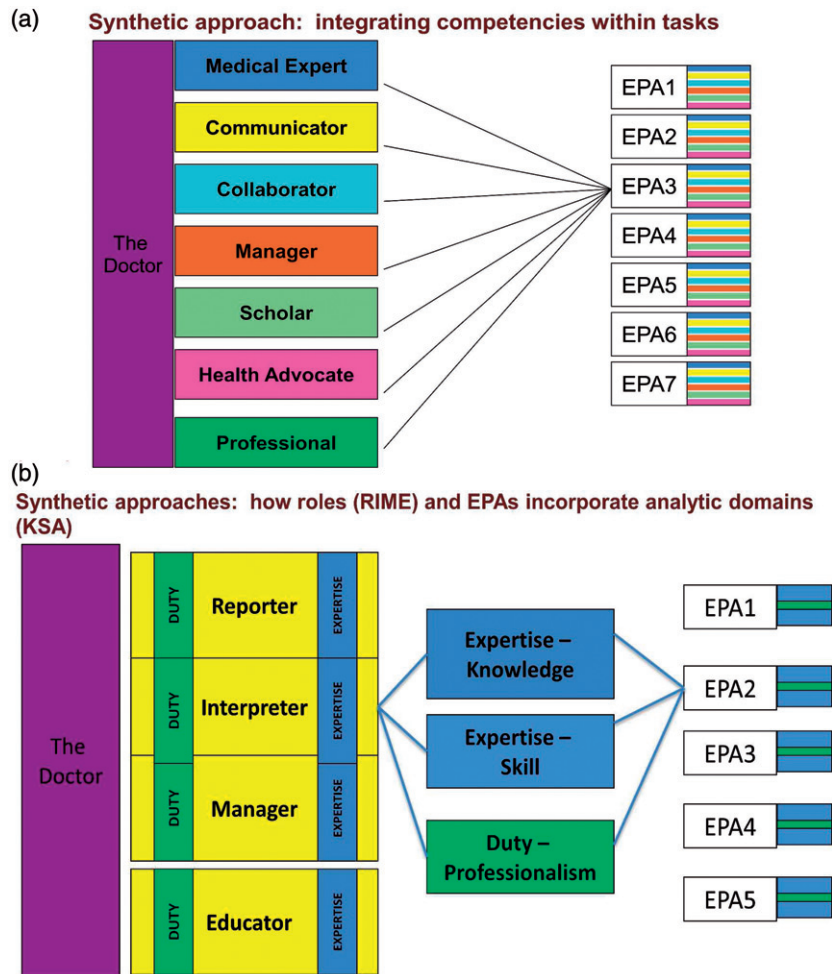 (a)
Synthetic approach: integrating competencies within tasks
The
Doctor
Medical Expert
Communicator
Collaborator
Manager
Scholar
Health Advocate
Professional
EPA1
EPA2
EPA3
EPA4
EPA5
EPA6
EPA7
(b)
Synthetic approaches: how roles (RIME) and EPAs incorporate analytic domains
(KSA)
The
Doctor
DUTY
Reporter
EXPERTISE
DUTY
Interpreter
EXPERTISE
DUTY
Manager
EXPERTISE
DUTY
Educator
EXPERTISE
Expertise –
Knowledge
Expertise –
Skill
Duty –
Professionalism
EPA1
EPA2
EPA3
EPA4
EPA5